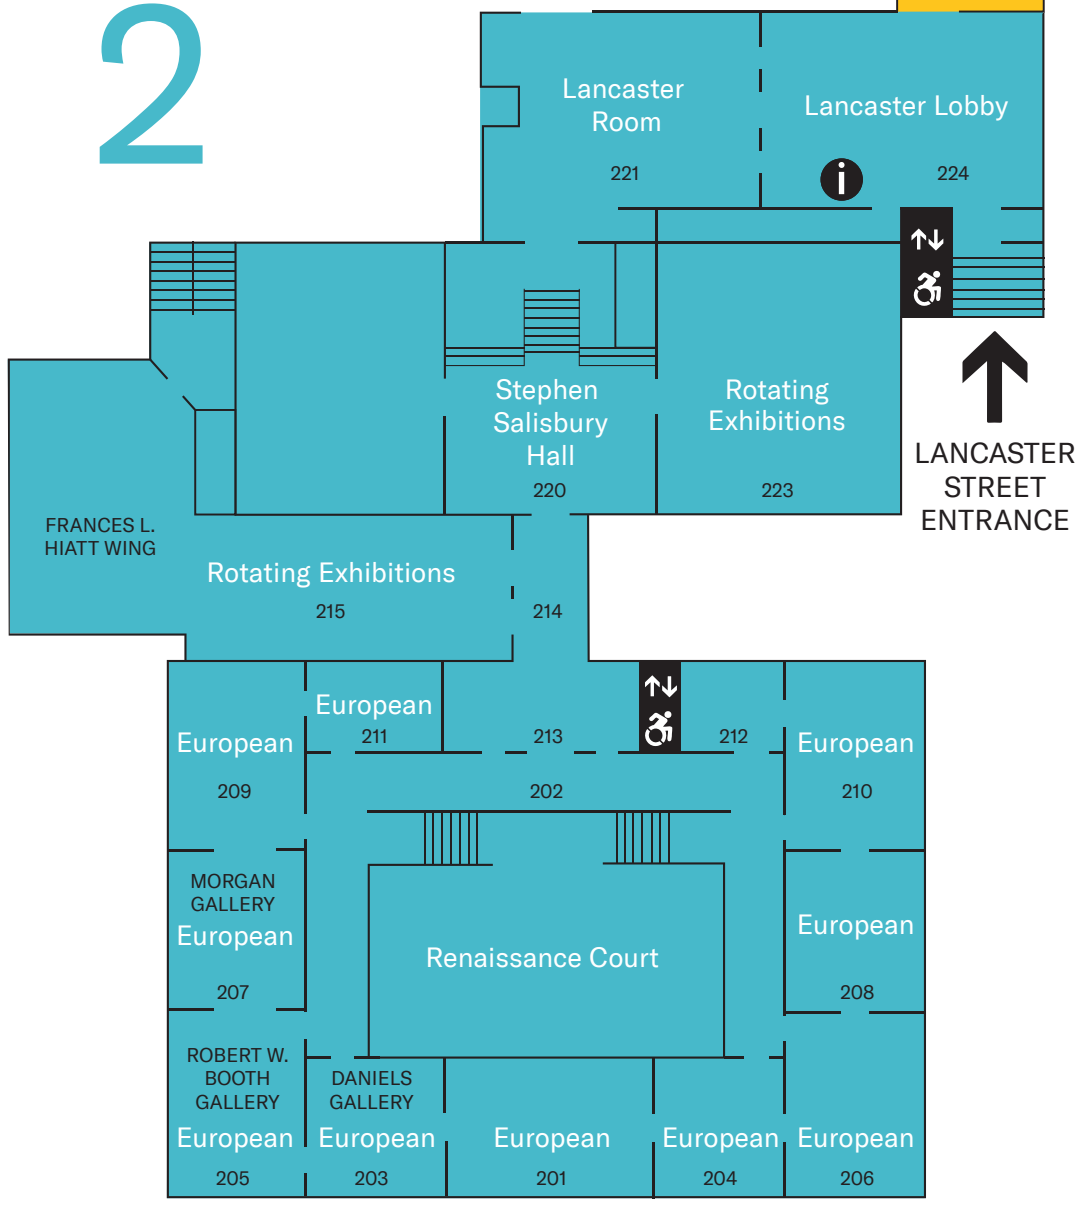 2
Lancaster
Room
221
Lancaster Lobby
i
224
Stephen
Salisbury
Hall
220
Rotating
Exhibitions
223
LANCASTER
STREET
ENTRANCE
FRANCES L.
HIATT WING
Rotating Exhibitions
215
214
European
209
European
211
213
212
European
210
202
MORGAN
GALLERY
European
207
Renaissance Court
European
208
ROBERT W.
BOOTH
GALLERY
European
205
DANIELS
GALLERY
European
203
European
201
European
204
European
206